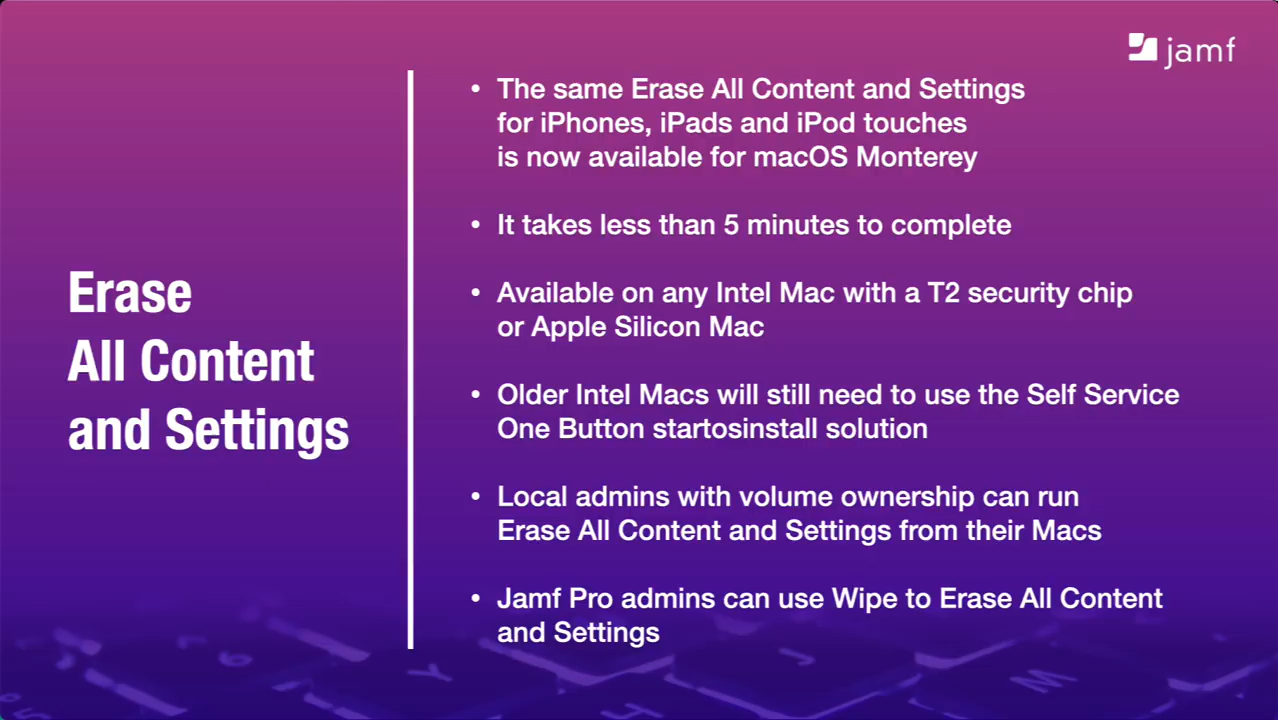 jamf
Erase
All Content
and Settings
• The same Erase All Content and Settings
for iPhones, iPads and iPod touches
is now available for macOS Monterey
• It takes less than 5 minutes to complete
• Available on any Intel Mac with a T2 security chip
or Apple Silicon Mac
• Older Intel Macs will still need to use the Self Service
One Button startosinstall solution
• Local admins with volume ownership can run
Erase All Content and Settings from their Macs
• Jamf Pro admins can use Wipe to Erase All Content
and Settings
6
Y
J
M
5
H